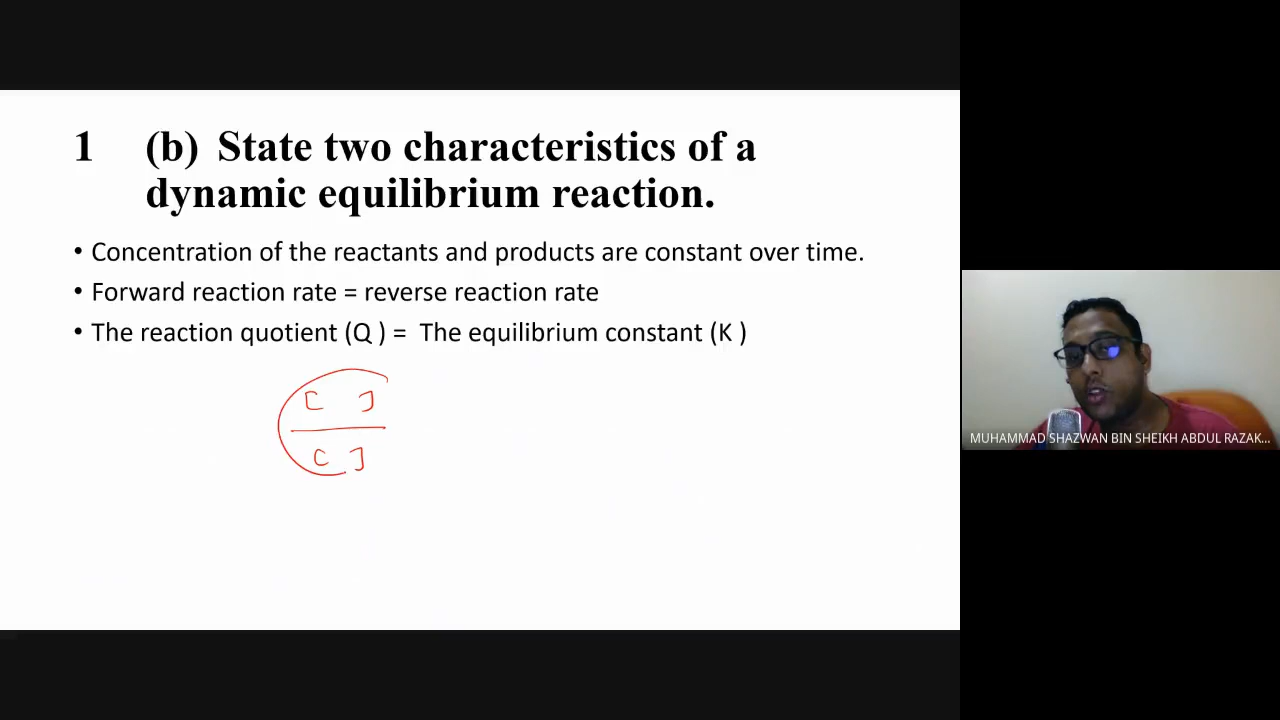 1 (b) State two characteristics of a
dynamic equilibrium reaction.
• Concentration of the reactants and products are constant over time.
• Forward reaction rate = reverse reaction rate
• The reaction quotient (Q ) = The equilibrium constant (K )
[ ]
[ ]
MUHAMMAD SHAZWAN BIN SHEIKH ABDUL RAZAK...